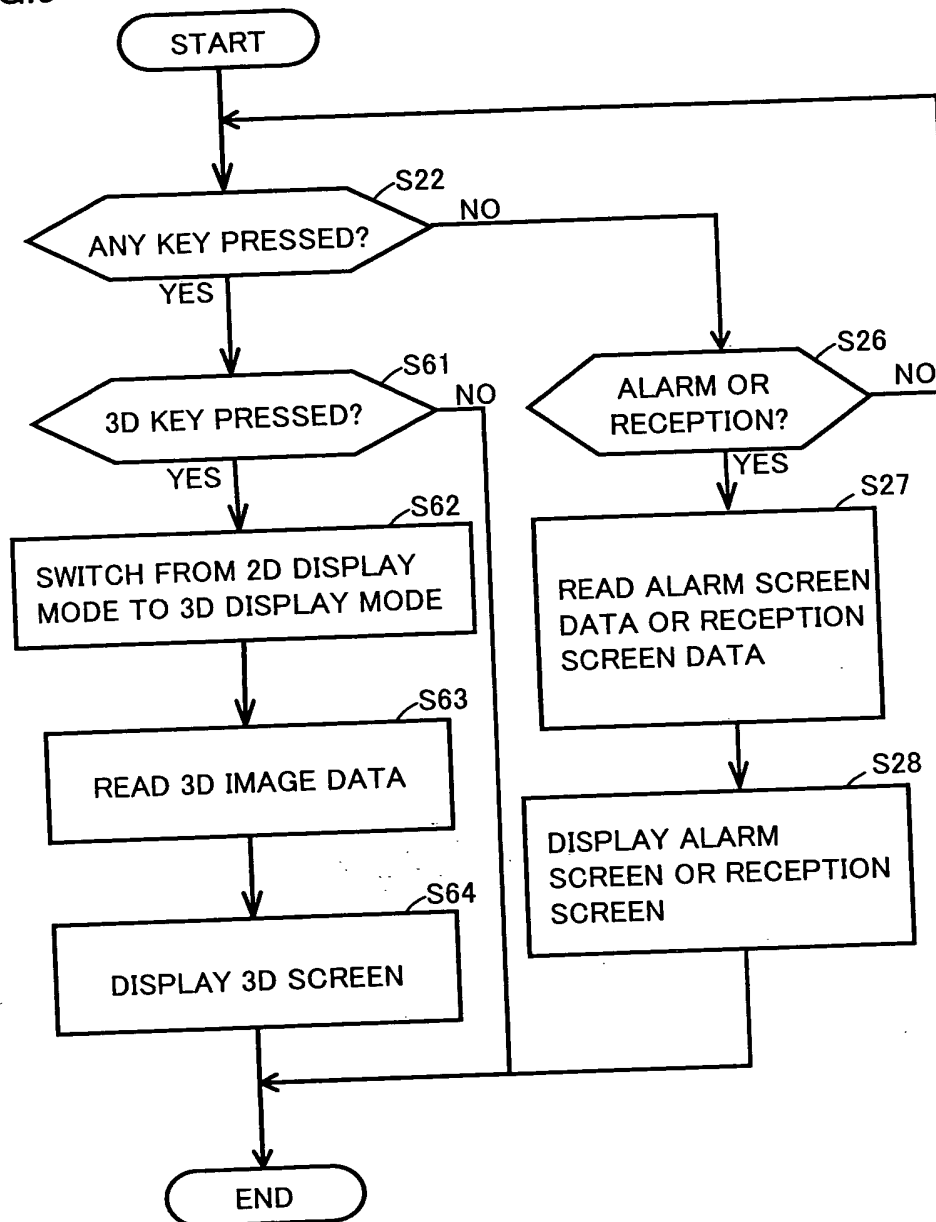 START
S22
ANY KEY PRESSED?
NO
YES
S61
3D KEY PRESSED?
NO
YES
S62
SWITCH FROM 2D DISPLAY
MODE TO 3D DISPLAY MODE
S63
READ 3D IMAGE DATA
S64
DISPLAY 3D SCREEN
S26
ALARM OR
RECEPTION?
NO
YES
S27
READ ALARM SCREEN
DATA OR RECEPTION
SCREEN DATA
S28
DISPLAY ALARM
SCREEN OR RECEPTION
SCREEN
END